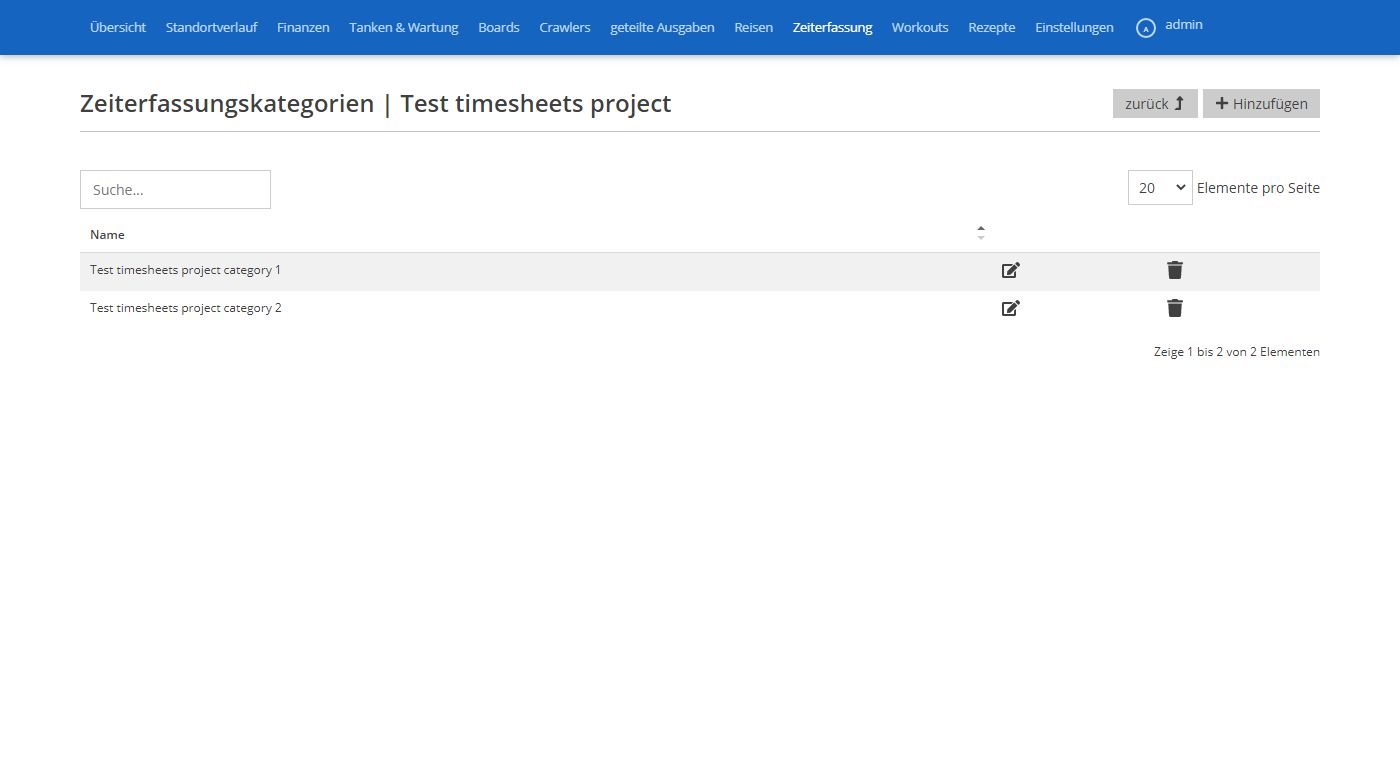 Übersicht Standortverlauf Finanzen Tanken & Wartung Boards Crawlers geteilte Ausgaben Reisen Zeiterfassung Workouts Rezepte Einstellungen A admin
Zeiterfassungskategorien | Test timesheets project zurück Hinzufügen
Suche... 20 Elemente pro Seite
Name
Test timesheets project category 1
Test timesheets project category 2
Zeige 1 bis 2 von 2 Elementen